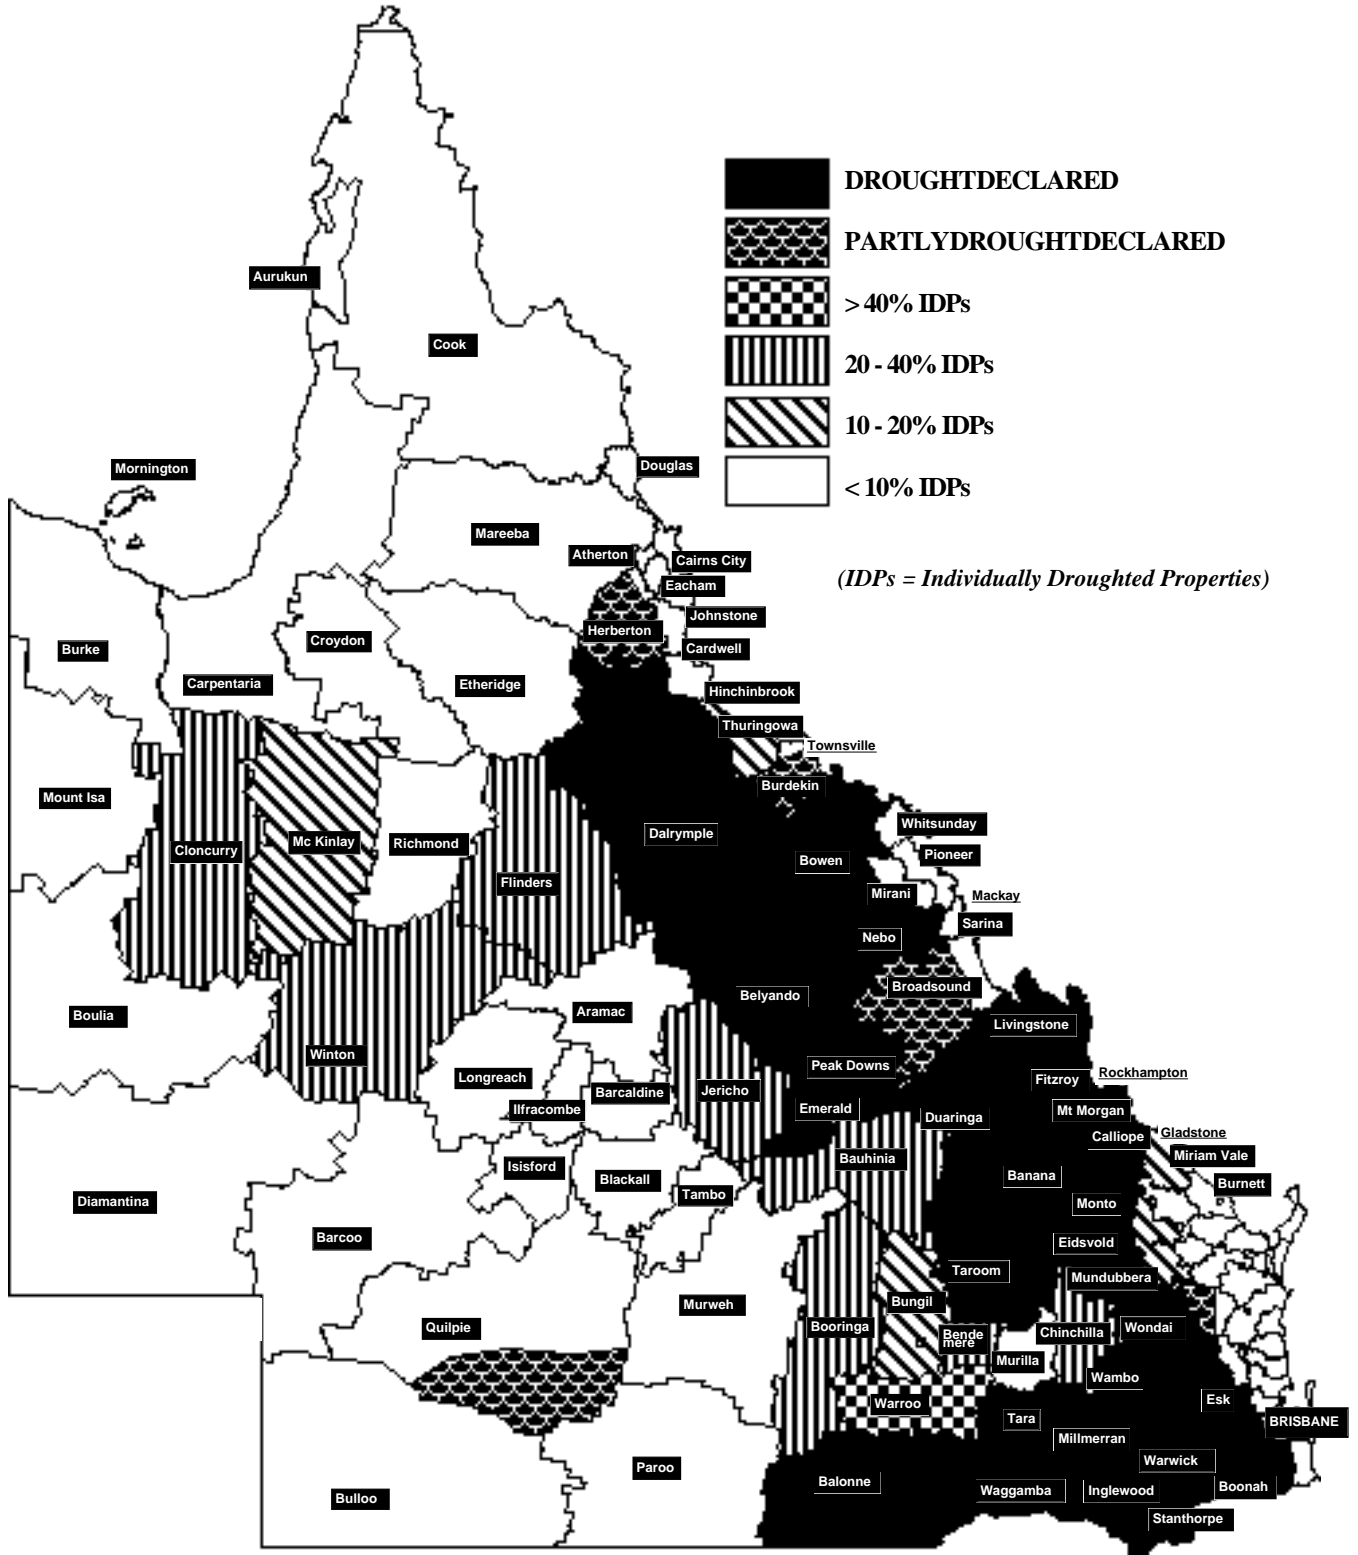 DROUGHTDECLARED
PARTLYDROUGHTDECLARED
> 40% IDPs
20 - 40% IDPs
10 - 20% IDPs
< 10% IDPs
(IDPs = Individually Droughted Properties)
Aurukun
Cook
Mornington
Douglas
Mareeba
Atherton
Cairns City
Eacham
Johnstone
Herberton
Cardwell
Burke
Croydon
Carpentaria
Etheridge
Hinchinbrook
Thuringowa
Townsville
Burdekin
Mount Isa
Whitsunday
Dalrymple
Mc Kinlay
Richmond
Cloncurry
Bowen
Pioneer
Flinders
Mirani
Mackay
Sarina
Nebo
Broadsound
Belyando
Boulia
Aramac
Livingstone
Winton
Peak Downs
Longreach
Rockhampton
Fitzroy
Barcaldine
Jericho
Ilfracombe
Emerald
Mt Morgan
Duaringa
Calliope
Gladstone
Miriam Vale
Bauhinia
Isisford
Blackall
Banana
Burnett
Tambo
Diamantina
Monto
Barcoo
Eidsvold
Taroom
Mundubbera
Murweh
Bungil
Quilpie
Booringa
Bende
mere
Chinchilla
Wondai
Murilla
Wambo
Warroo
Esk
Tara
BRISBANE
Millmerran
Warwick
Paroo
Balonne
Boonah
Waggamba
Inglewood
Bulloo
Stanthorpe